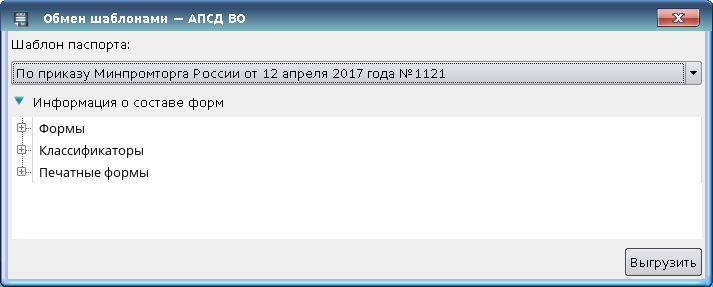 Обмен шаблонами — АПСД ВО
Шаблон паспорта:
По приказу Минпромторга России от 12 апреля 2017 года №1121
Информация о составе форм
Формы
Классификаторы
Печатные формы
Выгрузить